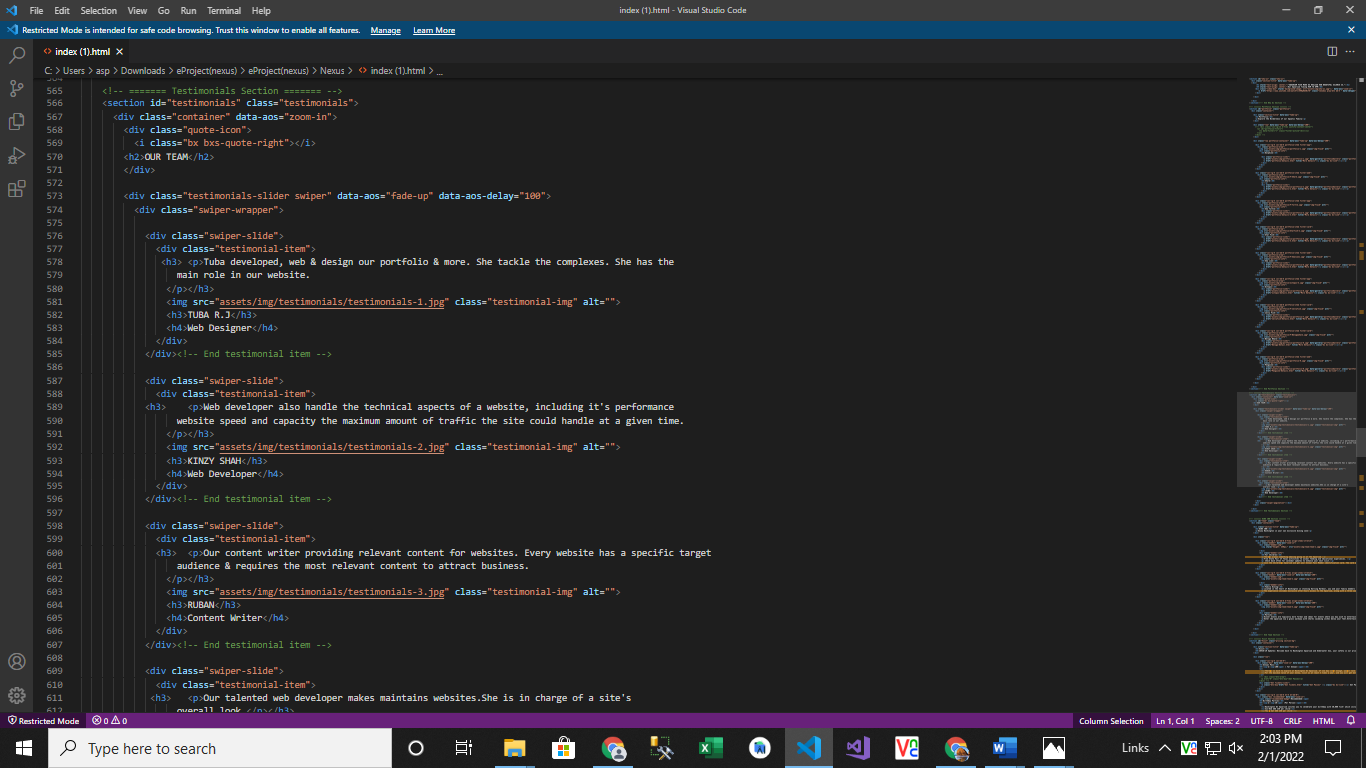 File Edit Selection View Go Run Terminal Help index (1).html - Visual Studio Code
Restricted Mode is intended for safe code browsing. Trust this window to enable all features. Manage Learn More
index (1).html
C: > Users > asp > Downloads > eProject(nexus) > eProject(nexus) > Nexus > index (1).html > ...
564
565 <!-- ======= Testimonials Section ======= -->
566 <section id="testimonials" class="testimonials">
567 <div class="container" data-aos="zoom-in">
568 <div class="quote-icon">
569 <i class="bx bxs-quote-right"></i>
570 <h2>OUR TEAM</h2>
571 </div>
572
573 <div class="testimonials-slider swiper" data-aos="fade-up" data-aos-delay="100">
574 <div class="swiper-wrapper">
575
576 <div class="swiper-slide">
577 <div class="testimonial-item">
578 <h3> <p>Tuba developed, web & design our portfolio & more. She tackle the complexes. She has the
579 main role in our website.
580 </p></h3>
581 <img src="assets/img/testimonials/testimonials-1.jpg" class="testimonial-img" alt="">
582 <h3>TUBA R.J</h3>
583 <h4>Web Designer</h4>
584 </div>
585 </div><!-- End testimonial item -->
586
587 <div class="swiper-slide">
588 <div class="testimonial-item">
589 <h3> <p>Web developer also handle the technical aspects of a website, including it's performance
590 website speed and capacity the maximum amount of traffic the site could handle at a given time.
591 </p></h3>
592 <img src="assets/img/testimonials/testimonials-2.jpg" class="testimonial-img" alt="">
593 <h3>KINZY SHAH</h3>
594 <h4>Web Developer</h4>
595 </div>
596 </div><!-- End testimonial item -->
597
598 <div class="swiper-slide">
599 <div class="testimonial-item">
600 <h3> <p>Our content writer providing relevant content for websites. Every website has a specific target
601 audience & requires the most relevant content to attract business.
602 </p></h3>
603 <img src="assets/img/testimonials/testimonials-3.jpg" class="testimonial-img" alt="">
604 <h3>RUBAN</h3>
605 <h4>Content Writer</h4>
606 </div>
607 </div><!-- End testimonial item -->
608
609 <div class="swiper-slide">
610 <div class="testimonial-item">
611 <h3> <p>Our talented web developer makes maintains websites.She is in charge of a site's
612 overall look.</p></h3>
Restricted Mode 0 0 Column Selection Ln 1, Col 1 Spaces: 2 UTF-8 CRLF HTML
Type here to search
Links
2:03 PM
2/1/2022